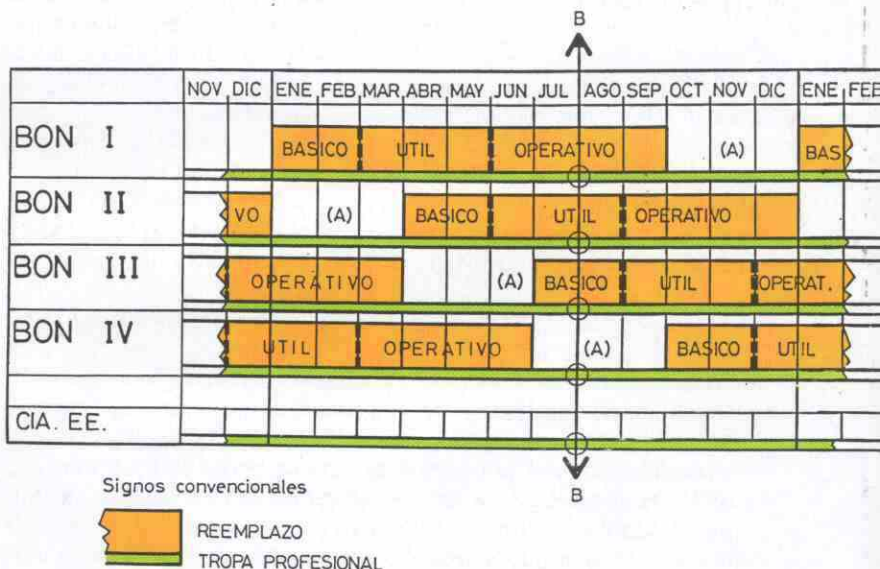 B
NOV DIC ENE FEB MAR ABR MAY JUN JUL AGO SEP OCT NOV DIC ENE FEB
BON I BASICO UTIL OPERATIVO (A) BAS
BON II VO (A) BASICO UTIL OPERATIVO
BON III OPERATIVO (A) BASICO UTIL OPERAT.
BON IV UTIL OPERATIVO (A) BASICO UTIL
CIA. EE.
B
Signos convencionales
REEMPLAZO
TROPA PROFESIONAL